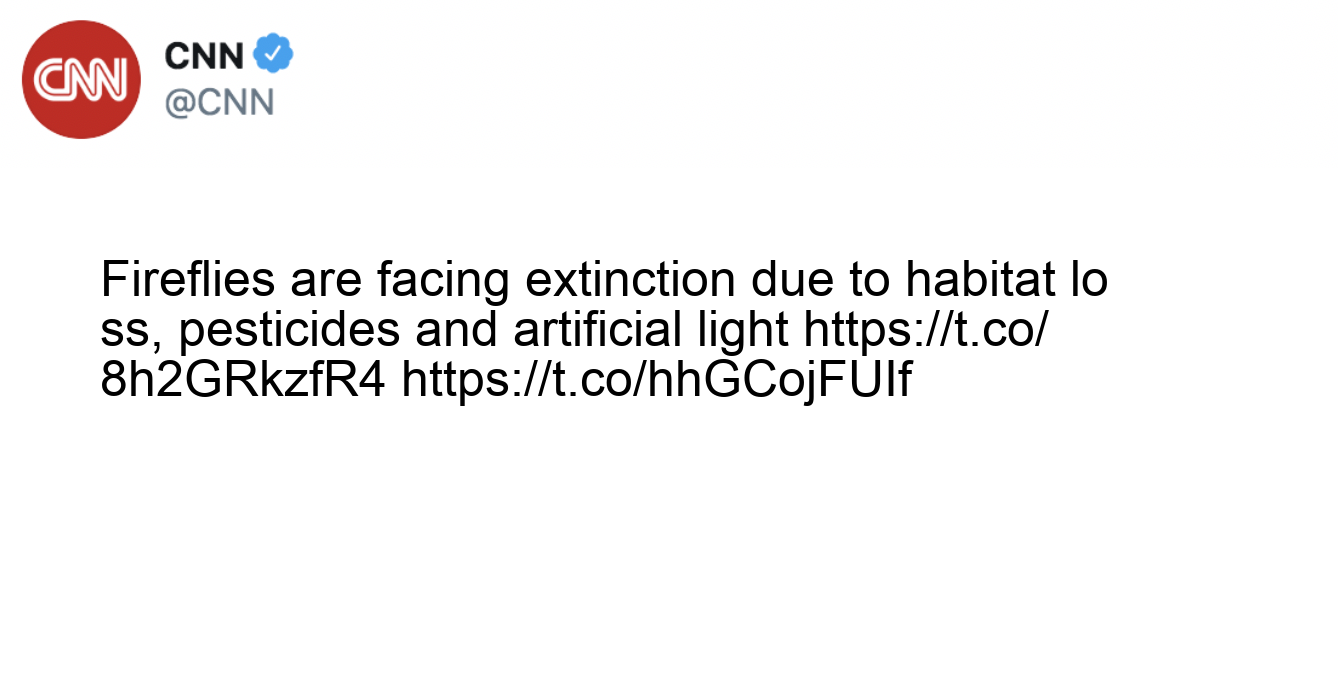 CNN
CNN
@CNN
Fireflies are facing extinction due to habitat lo
ss, pesticides and artificial light https://t.co/
8h2GRkzfR4 https://t.co/hhGCojFUIf